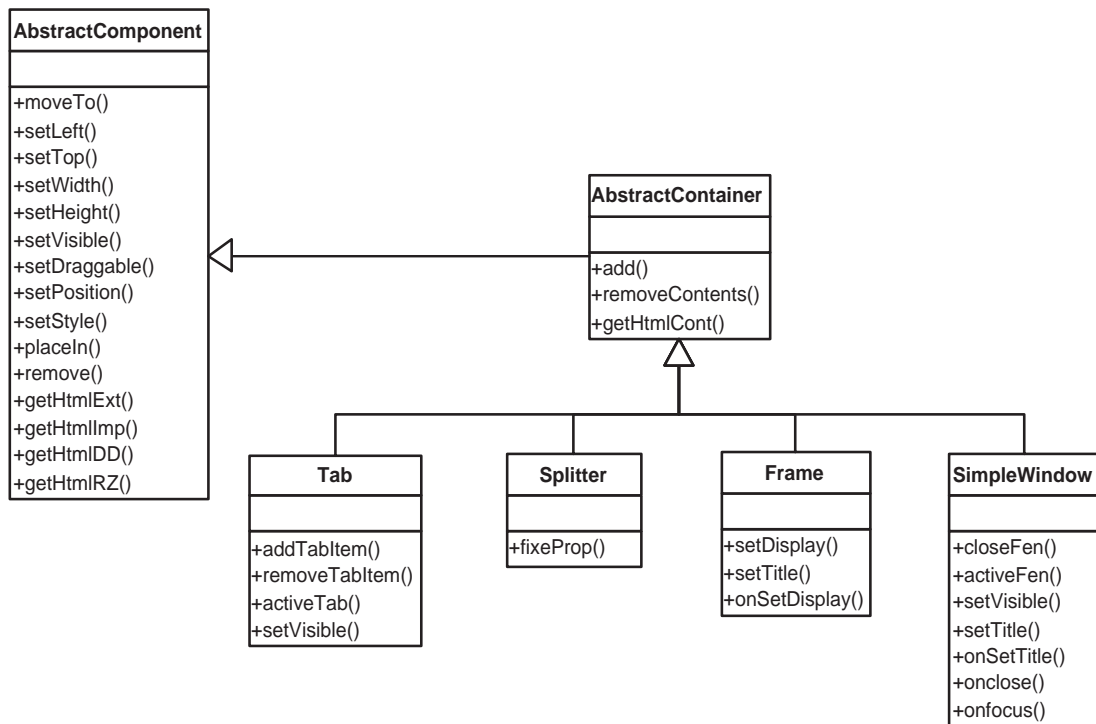 AbstractComponent
+moveTo()
+setLeft()
+setTop()
+setWidth()
+setHeight()
+setVisible()
+setDraggable()
+setPosition()
+setStyle()
+placeIn()
+remove()
+getHtmlExt()
+getHtmlImp()
+getHtmlDD()
+getHtmlRZ()
AbstractContainer
+add()
+removeContents()
+getHtmlCont()
Tab
+addTabItem()
+removeTabItem()
+activeTab()
+setVisible()
Splitter
+fixeProp()
Frame
+setDisplay()
+setTitle()
+onSetDisplay()
SimpleWindow
+closeFen()
+activeFen()
+setVisible()
+setTitle()
+onSetTitle()
+onclose()
+onfocus()